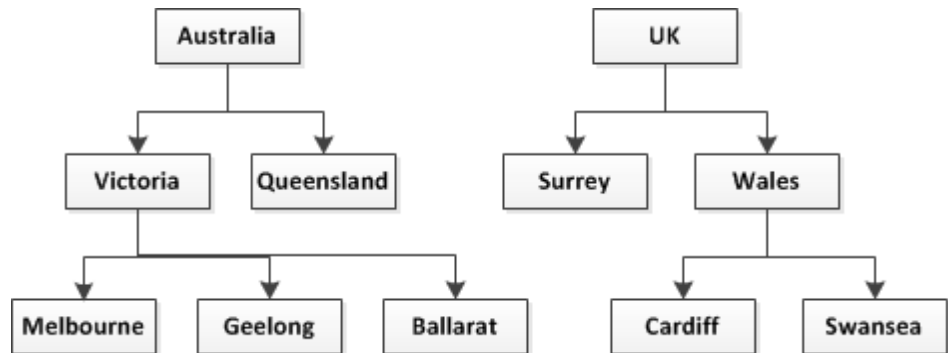 Australia
UK
Victoria
Queensland
Surrey
Wales
Melbourne
Geelong
Ballarat
Cardiff
Swansea